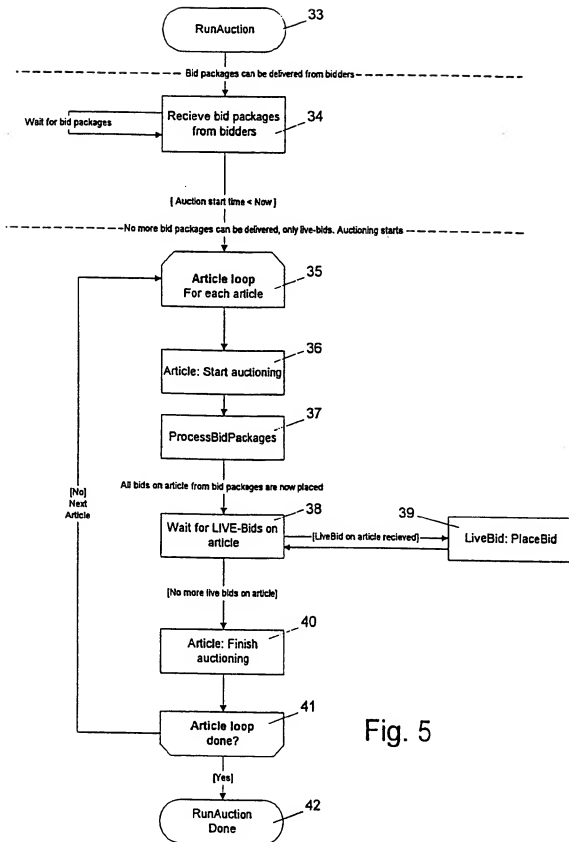 33
RunAuction
Bid packages can be delivered from bidders
34
Recieve bid packages
from bidders
Wait for bid packages
[ Auction start time < Now ]
No more bid packages can be delivered, only live-bids. Auctioning starts
35
Article loop
For each article
36
Article: Start auctioning
37
ProcessBidPackages
[No]
Next
Article
All bids on article from bid packages are now placed
38
Wait for LIVE-Bids on
article
[LiveBid on article recieved]
39
LiveBid: PlaceBid
[No more live bids on article]
40
Article: Finish
auctioning
41
Article loop
done?
Fig. 5
[Yes]
42
RunAuction
Done